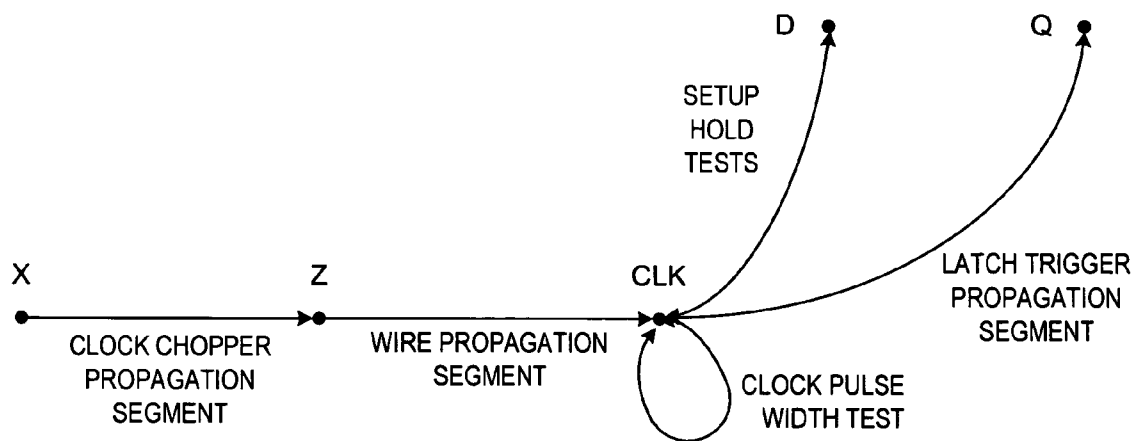 D
Q
SETUP
HOLD
TESTS
X
Z
CLK
LATCH TRIGGER
PROPAGATION
SEGMENT
CLOCK CHOPPER
PROPAGATION
SEGMENT
WIRE PROPAGATION
SEGMENT
CLOCK PULSE
WIDTH TEST